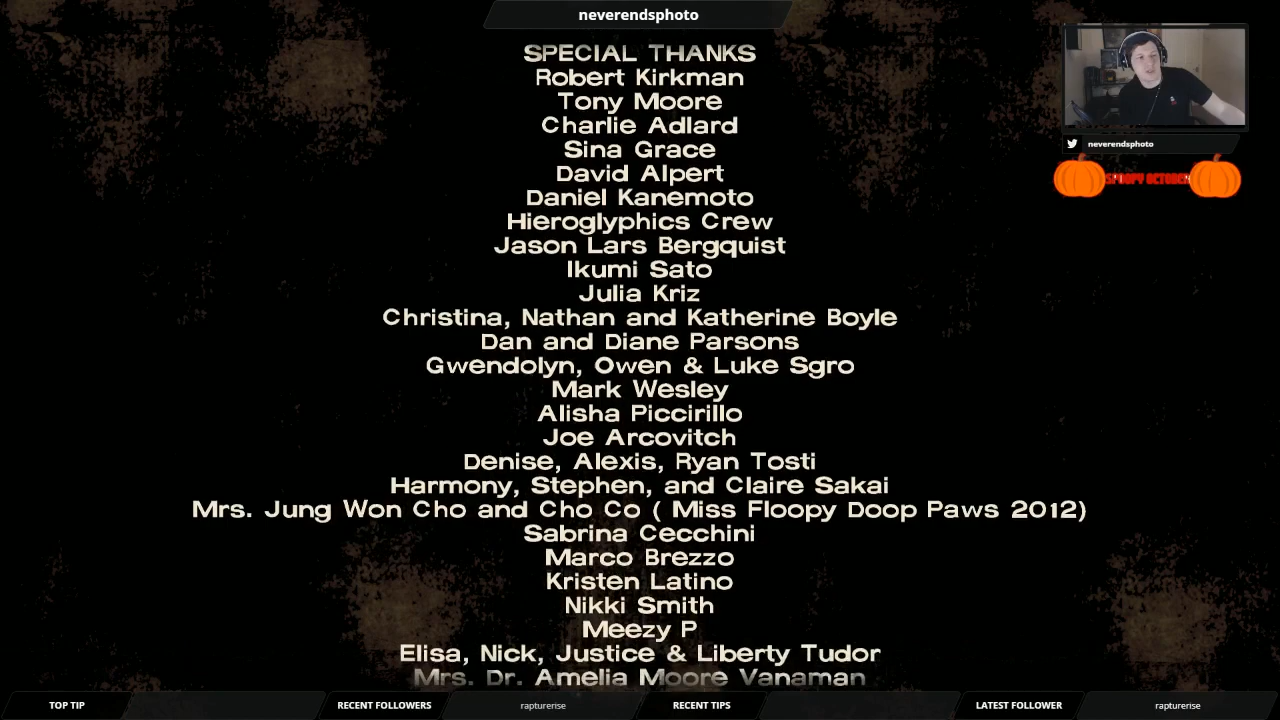 neverendsphoto
SPECIAL THANKS
Robert Kirkman
Tony Moore
Charlie Adlard
Sina Grace
David Alpert
Daniel Kanemoto
Hieroglyphics Crew
Jason Lars Bergquist
Ikumi Sato
Julia Kriz
Christina, Nathan and Katherine Boyle
Dan and Diane Parsons
Gwendolyn, Owen & Luke Sgro
Mark Wesley
Alisha Piccirillo
Joe Arcovitch
Denise, Alexis, Ryan Tosti
Harmony, Stephen, and Claire Sakai
Mrs. Jung Won Cho and Cho Co ( Miss Floopy Doop Paws 2012)
Sabrina Cecchini
Marco Brezzo
Kristen Latino
Nikki Smith
Meezy P
Elisa, Nick, Justice & Liberty Tudor
Mrs. Dr. Amelia Moore Vanaman
neverendsphoto
SPOOPY OCTOBER
TOP TIP
RECENT FOLLOWERS
rapturerise
RECENT TIPS
LATEST FOLLOWER
rapturerise